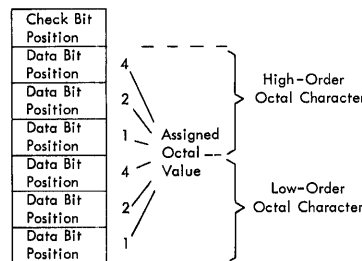 Check Bit
Position
Data Bit
Position
4
Data Bit
Position
2
High-Order
Octal Character
Data Bit
Position
1
Assigned
Octal
Value
Data Bit
Position
4
Data Bit
Position
2
Low-Order
Octal Character
Data Bit
Position
1